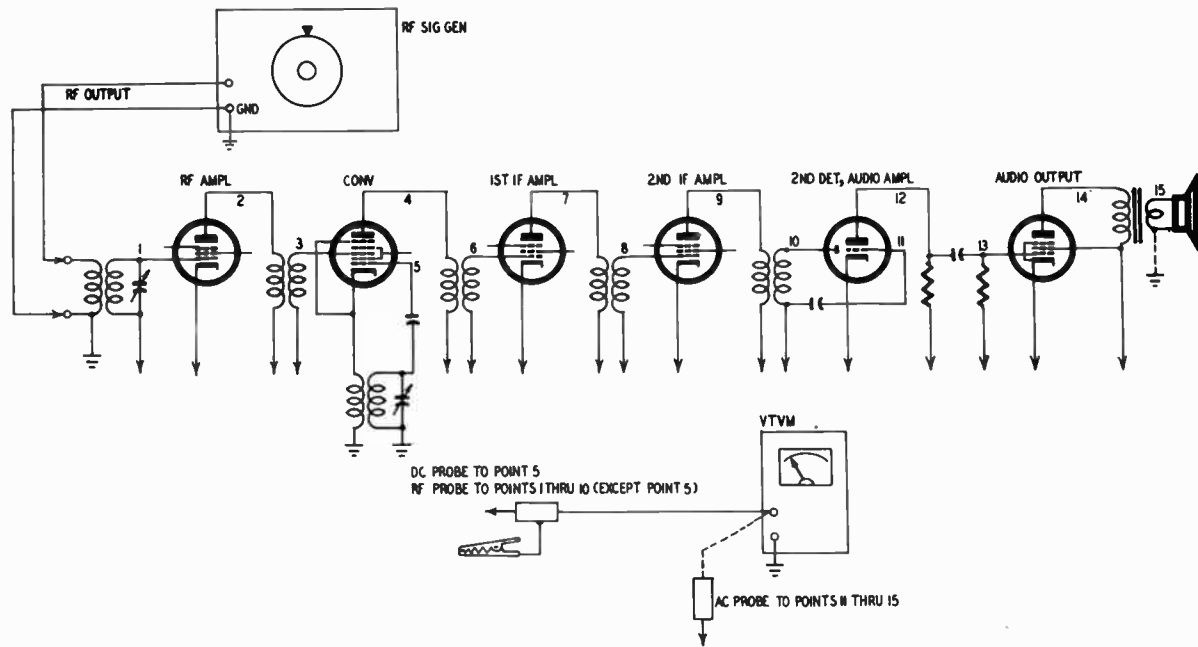 RF SIG GEN
RF OUTPUT
GND
RF AMPL
CONV
1ST IF AMPL
2ND IF AMPL
2ND DET, AUDIO AMPL
AUDIO OUTPUT
2
4
7
9
12
14
15
1
3
5
6
8
10
11
13
VTVM
DC PROBE TO POINT 5
RF PROBE TO POINTS 1 THRU 10 (EXCEPT POINT 5)
AC PROBE TO POINTS 11 THRU 15